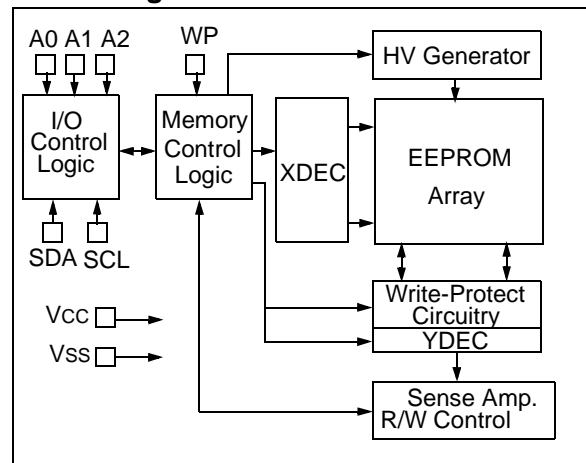 A0 A1 A2
WP
HV Generator
I/O
Control
Logic
Memory
Control
Logic
XDEC
EEPROM
Array
SDA SCL
Write-Protect
Circuitry
YDEC
VCC
VSS
Sense Amp.
R/W Control